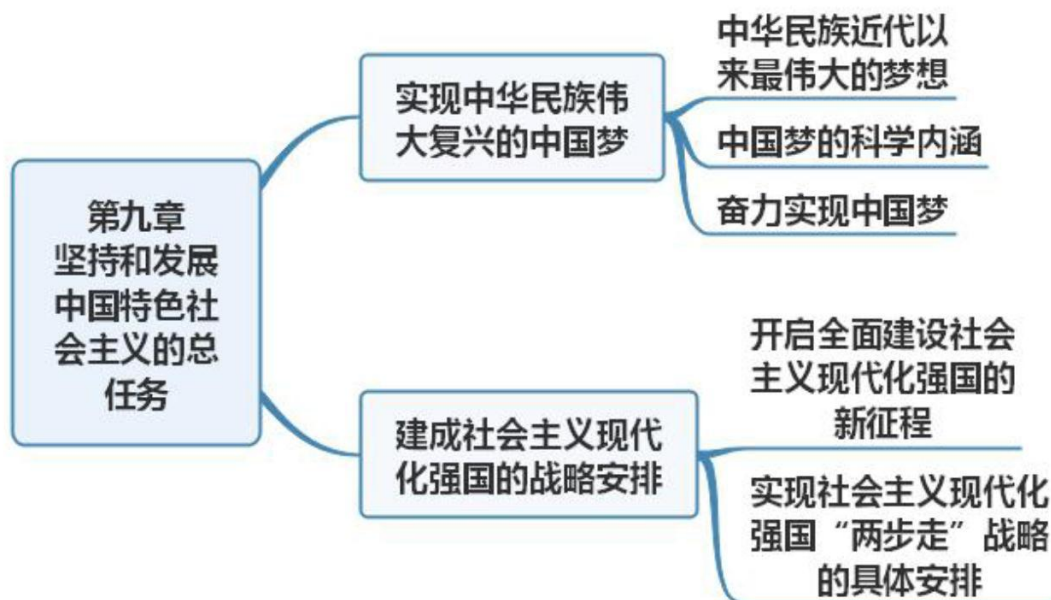 第九章
坚持和发展
中国特色社
会主义的总
任务
实现中华民族伟
大复兴的中国梦
中华民族近代以
来最伟大的梦想
中国梦的科学内涵
奋力实现中国梦
建成社会主义现代
化强国的战略安排
开启全面建设社会
主义现代化强国的
新征程
实现社会主义现代化
强国“两步走”战略
的具体安排